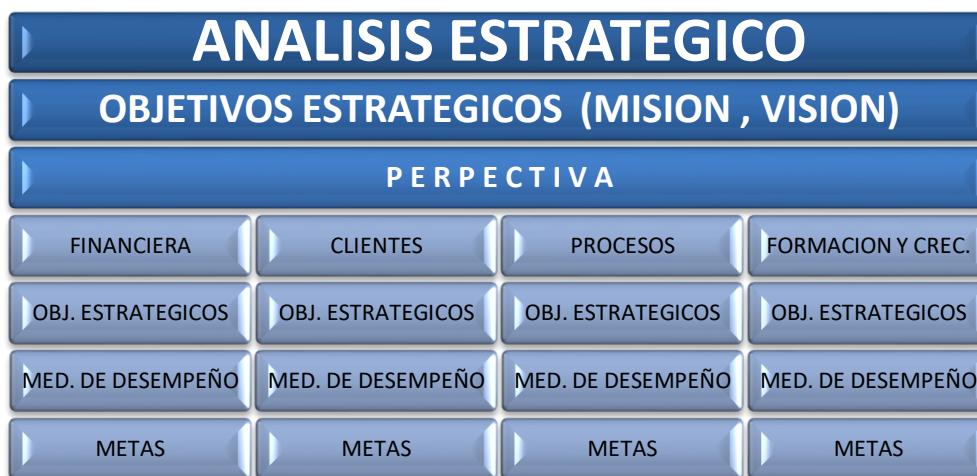 ANALISIS ESTRATEGICO
OBJETIVOS ESTRATEGICOS (MISION , VISION)
P E R P E C T I V A
FINANCIERA CLIENTES PROCESOS FORMACION Y CREC.
OBJ. ESTRATEGICOS OBJ. ESTRATEGICOS OBJ. ESTRATEGICOS OBJ. ESTRATEGICOS
MED. DE DESEMPEÑO MED. DE DESEMPEÑO MED. DE DESEMPEÑO MED. DE DESEMPEÑO
METAS METAS METAS METAS